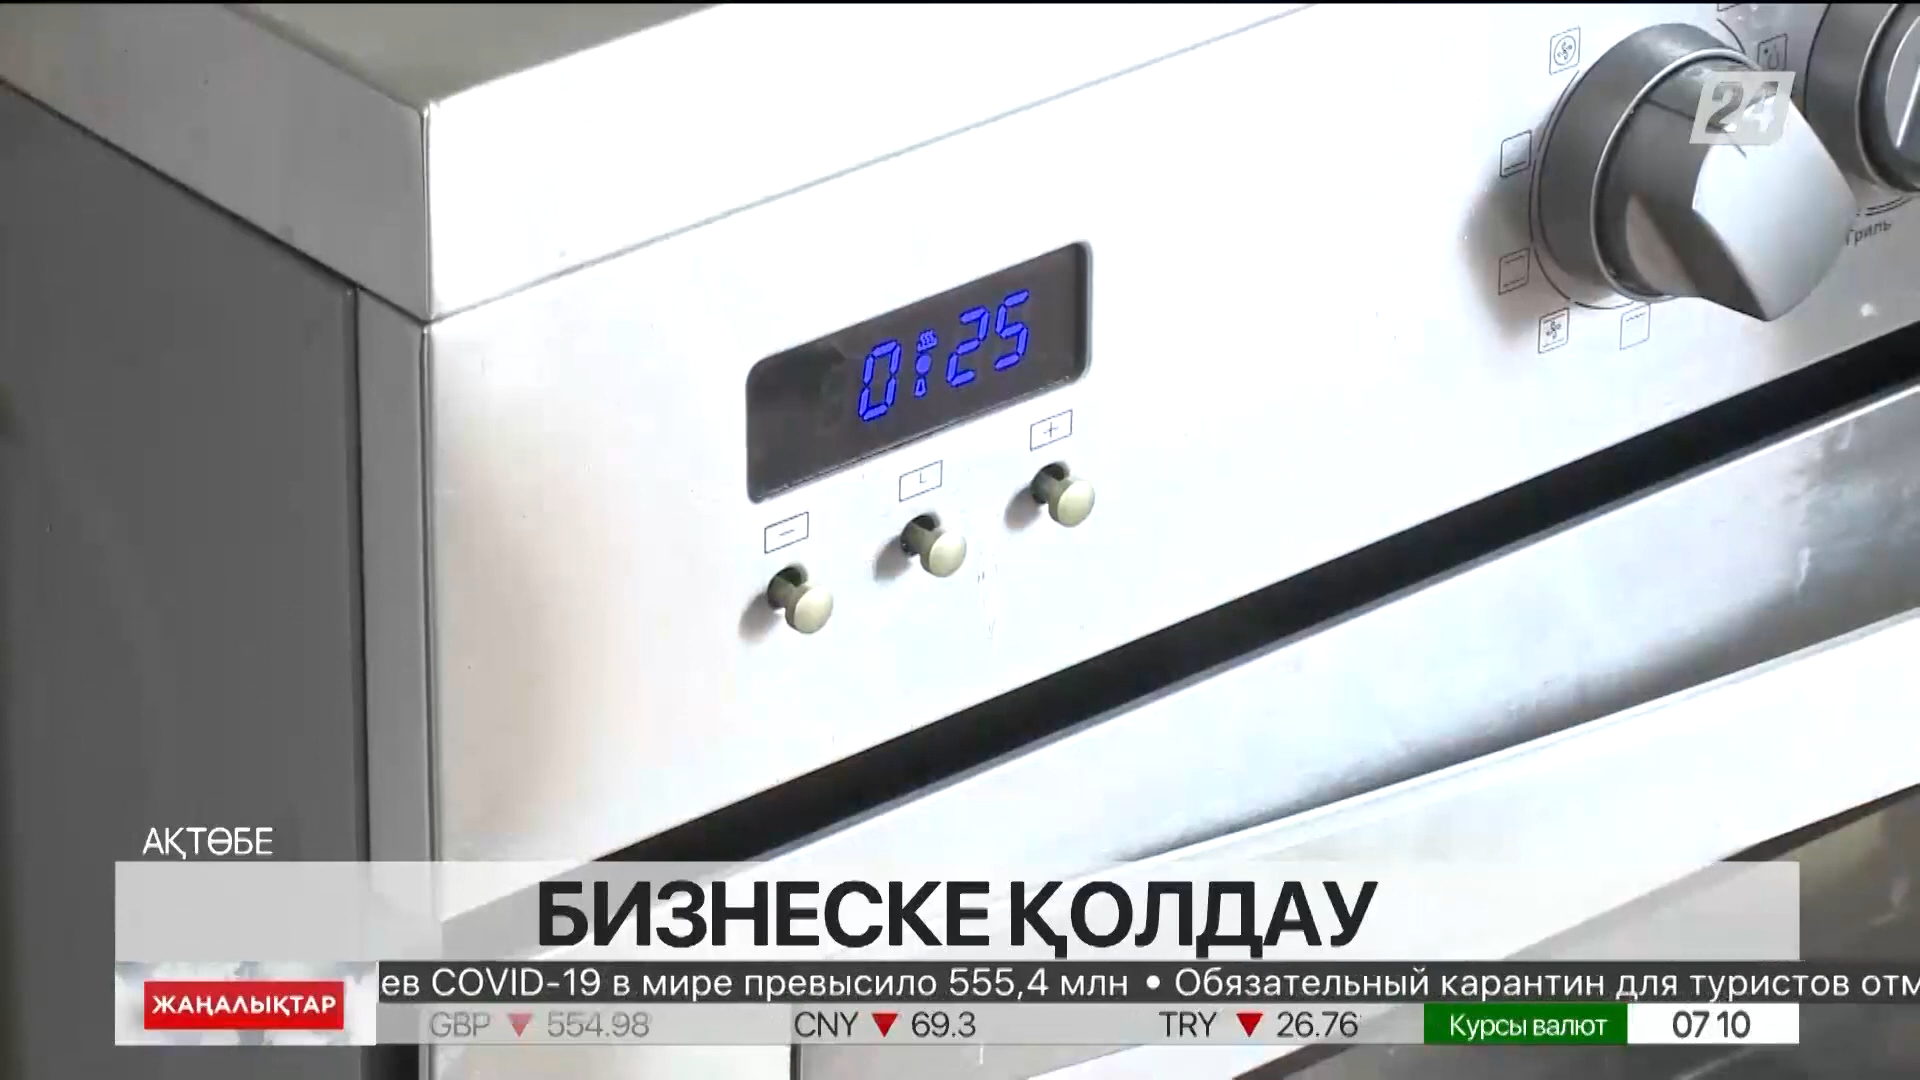 24
Гриль
0:25
АҚТӨБЕ
БИЗНЕСКЕ ҚОЛДАУ
ЖАҢАЛЫҚТАР
ев COVID-19 в мире превысило 555,4 млн • Обязательный карантин для туристов отм
GBP ▼ 554.98 CNY ▼ 69.3 TRY ▼ 26.76 Курсы валют 07 10